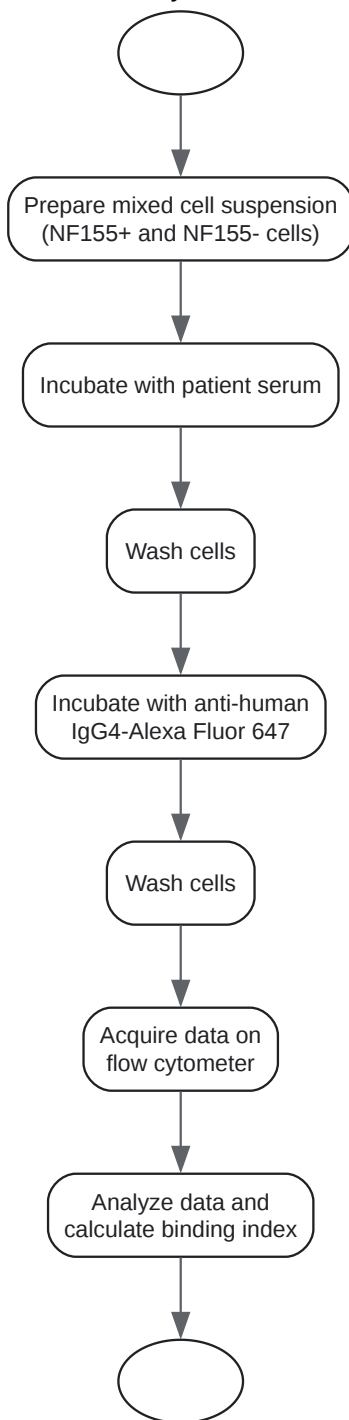 Prepare mixed cell suspension
(NF155+ and NF155- cells)
Incubate with patient serum
Wash cells
Incubate with anti-human
IgG4-Alexa Fluor 647
Wash cells
Acquire data on
flow cytometer
Analyze data and
calculate binding index